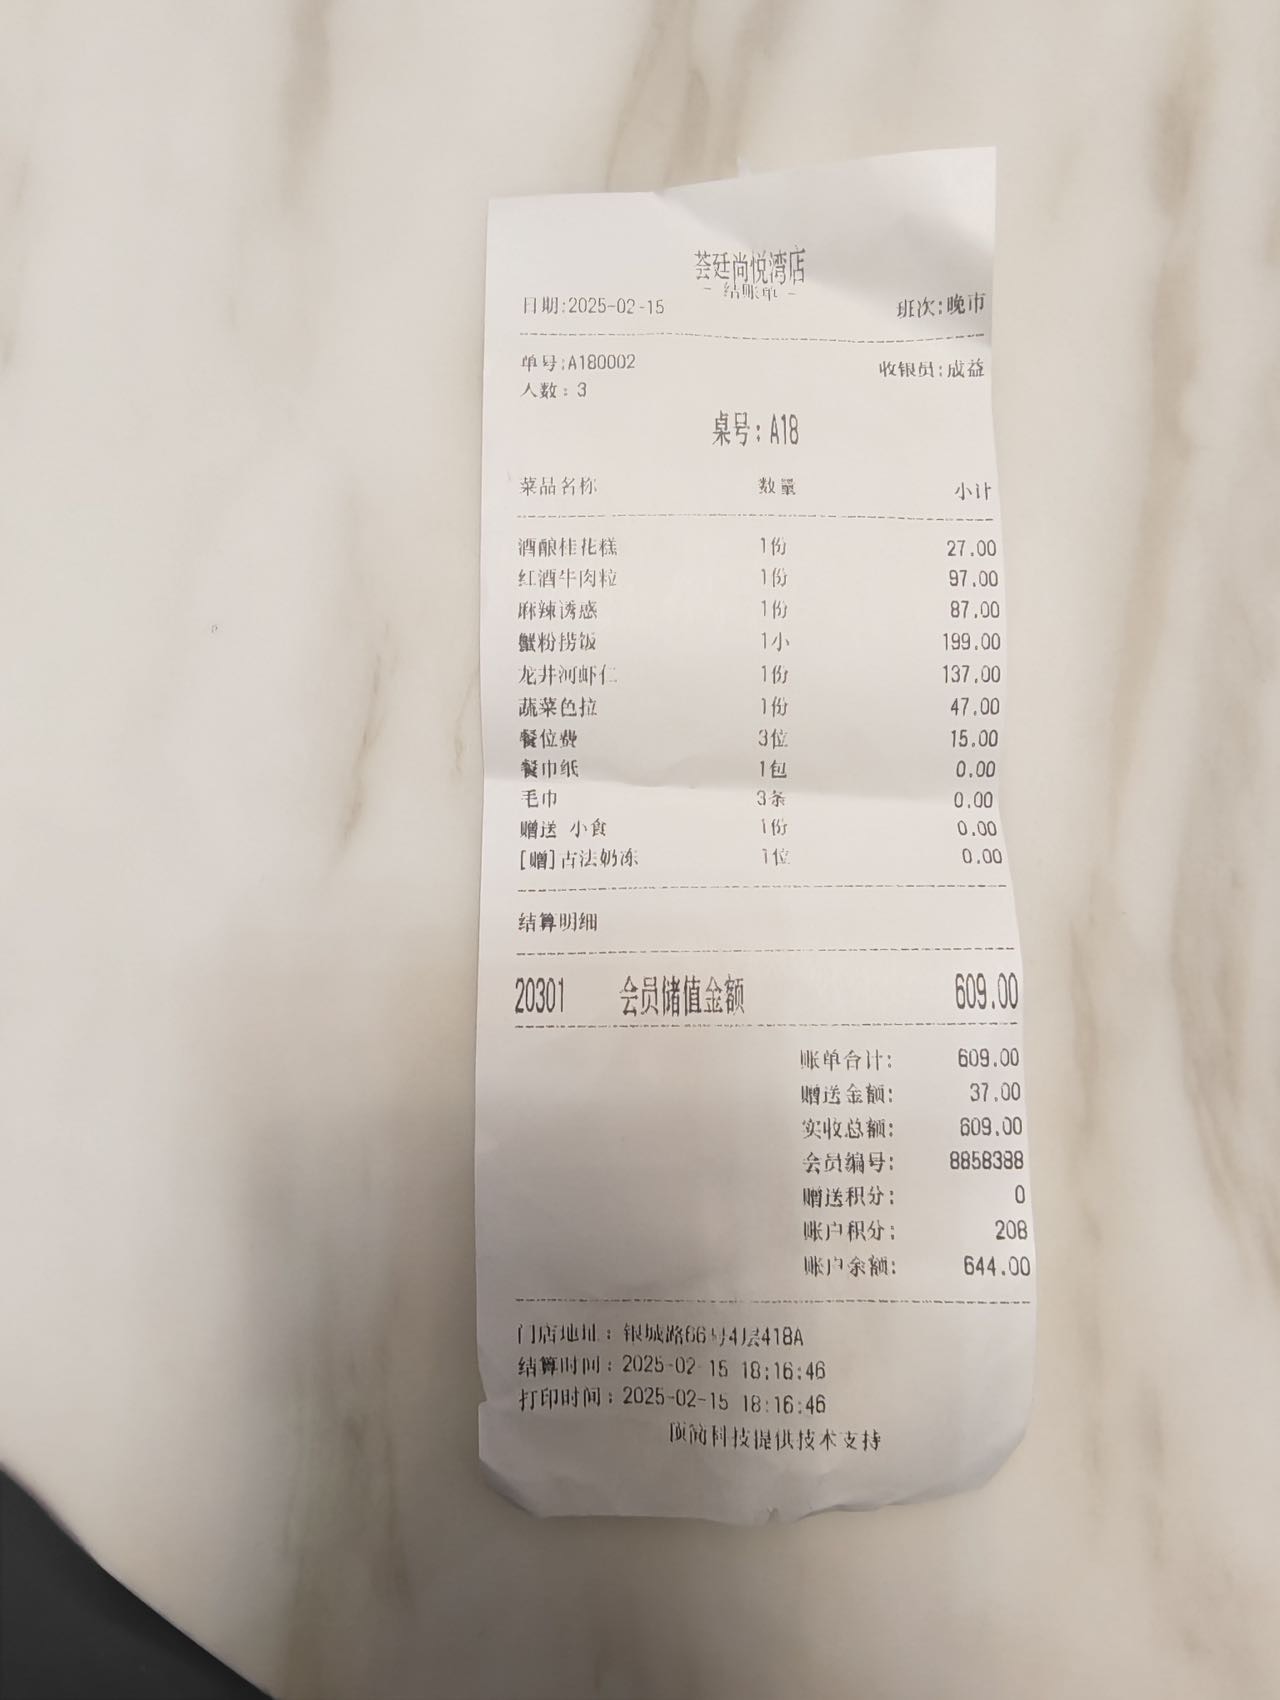 荟廷尚悦湾店
- 结账单 -
日期:2025-02-15 班次:晚市
单号:A180002 收银员:成益
人数: 3
桌号: A18
菜品名称 数量 小计
酒酿桂花糕 1份 27.00
红酒牛肉粒 1份 97.00
麻辣诱惑 1份 87.00
蟹粉捞饭 1小 199.00
龙井河虾仁 1份 137.00
蔬菜色拉 1份 47.00
餐位费 3位 15.00
餐巾纸 1包 0.00
毛巾 3条 0.00
赠送 小食 1份 0.00
[赠]古法奶冻 1位 0.00
结算明细
20301 会员储值金额 609.00
账单合计: 609.00
赠送金额: 37.00
实收总额: 609.00
会员编号: 8858388
赠送积分: 0
账户积分: 208
账户余额: 644.00
门店地址: 银城路66号4层418A
结算时间: 2025-02-15 18:16:46
打印时间: 2025-02-15 18:16:46
顶简科技提供技术支持